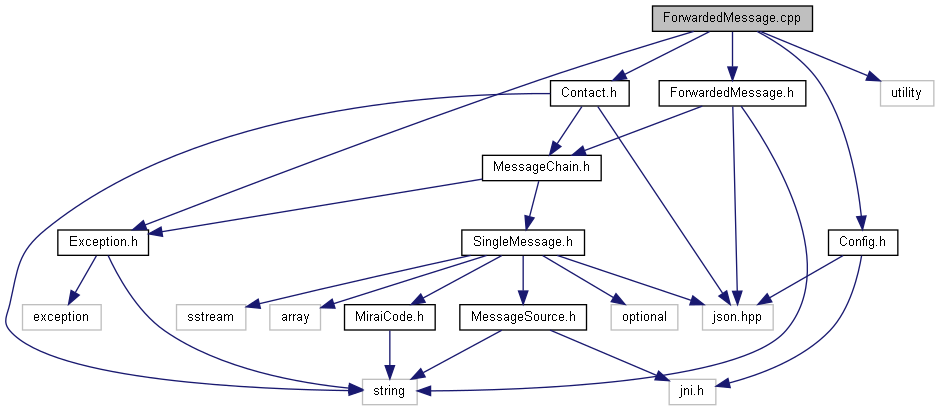 ForwardedMessage.cpp
Contact.h
ForwardedMessage.h
utility
MessageChain.h
Exception.h
SingleMessage.h
Config.h
exception
sstream
array
MiraiCode.h
MessageSource.h
optional
json.hpp
string
jni.h